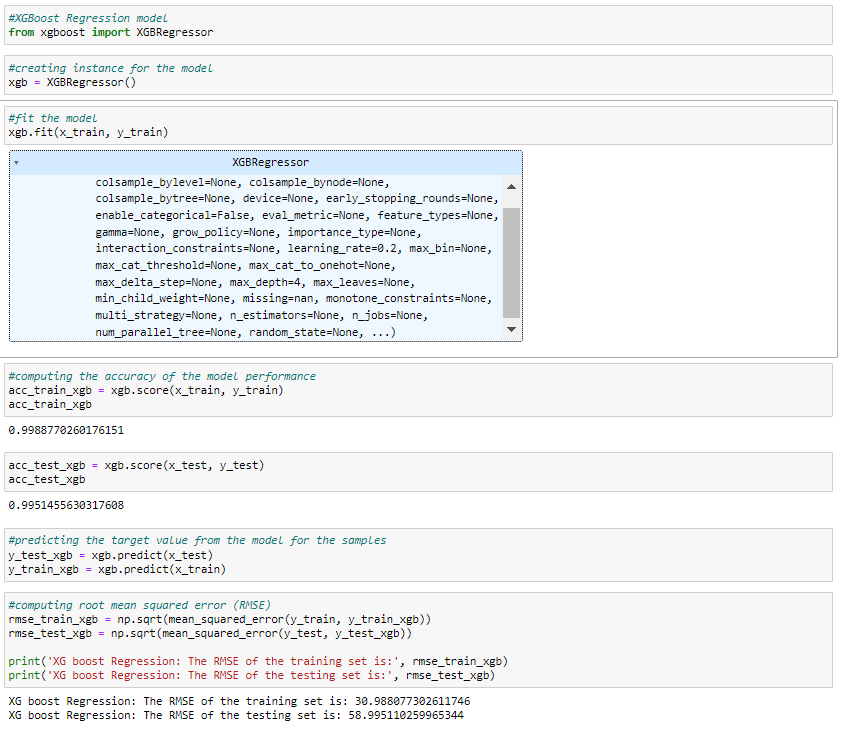 #XGBoost Regression model
from xgboost import XGBRegressor
#creating instance for the model
xgb = XGBRegressor()
#fit the model
xgb.fit(x_train, y_train)
XGBRegressor
colsample_bylevel=None, colsample_bynode=None,
colsample_bytree=None, device=None, early_stopping_rounds=None,
enable_categorical=False, eval_metric=None, feature_types=None,
gamma=None, grow_policy=None, importance_type=None,
interaction_constraints=None, learning_rate=0.2, max_bin=None,
max_cat_threshold=None, max_cat_to_onehot=None,
max_delta_step=None, max_depth=4, max_leaves=None,
min_child_weight=None, missing=nan, monotone_constraints=None,
multi_strategy=None, n_estimators=None, n_jobs=None,
num_parallel_tree=None, random_state=None, ...)
#computing the accuracy of the model performance
acc_train_xgb = xgb.score(x_train, y_train)
acc_train_xgb
0.9988770260176151
acc_test_xgb = xgb.score(x_test, y_test)
acc_test_xgb
0.9951455630317608
#predicting the target value from the model for the samples
y_test_xgb = xgb.predict(x_test)
y_train_xgb = xgb.predict(x_train)
#computing root mean squared error (RMSE)
rmse_train_xgb = np.sqrt(mean_squared_error(y_train, y_train_xgb))
rmse_test_xgb = np.sqrt(mean_squared_error(y_test, y_test_xgb))
print('XG boost Regression: The RMSE of the training set is:', rmse_train_xgb)
print('XG boost Regression: The RMSE of the testing set is:', rmse_test_xgb)
XG boost Regression: The RMSE of the training set is: 30.988077302611746
XG boost Regression: The RMSE of the testing set is: 58.995110259965344